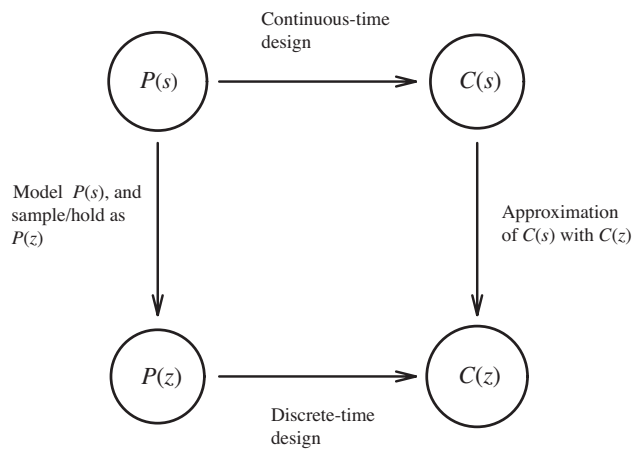 Continuous-time
design
P(s)
C(s)
Model P(s), and
sample/hold as
P(z)
Approximation
of C(s) with C(z)
P(z)
C(z)
Discrete-time
design